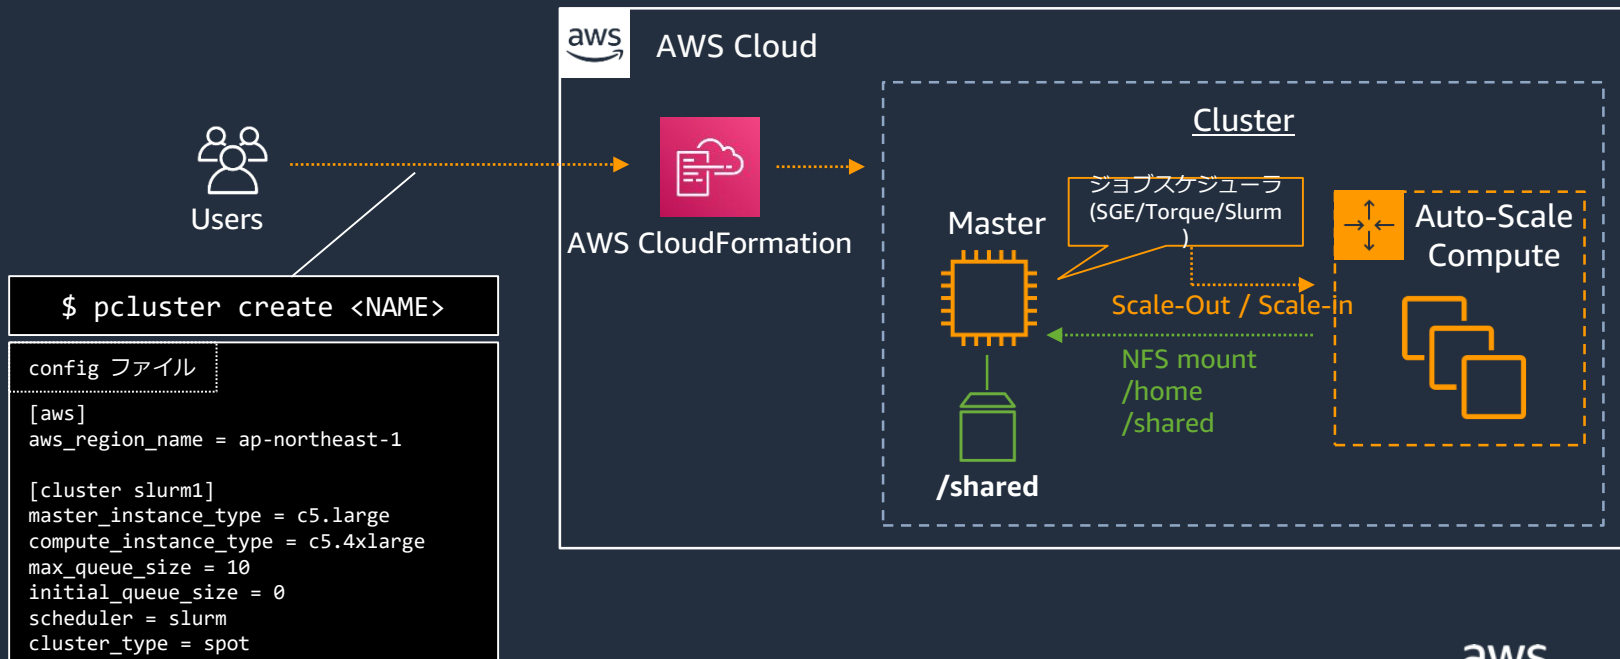 aws
AWS Cloud
Cluster
Users
AWS CloudFormation
Master
ジョブスケジューラ
(SGE/Torque/Slurm
)
Auto-Scale
Compute
Scale-Out / Scale-in
NFS mount
/home
/shared
/shared
$ pcluster create <NAME>
config ファイル
[aws]
aws_region_name = ap-northeast-1
[cluster slurm1]
master_instance_type = c5.large
compute_instance_type = c5.4xlarge
max_queue_size = 10
initial_queue_size = 0
scheduler = slurm
cluster_type = spot
aws